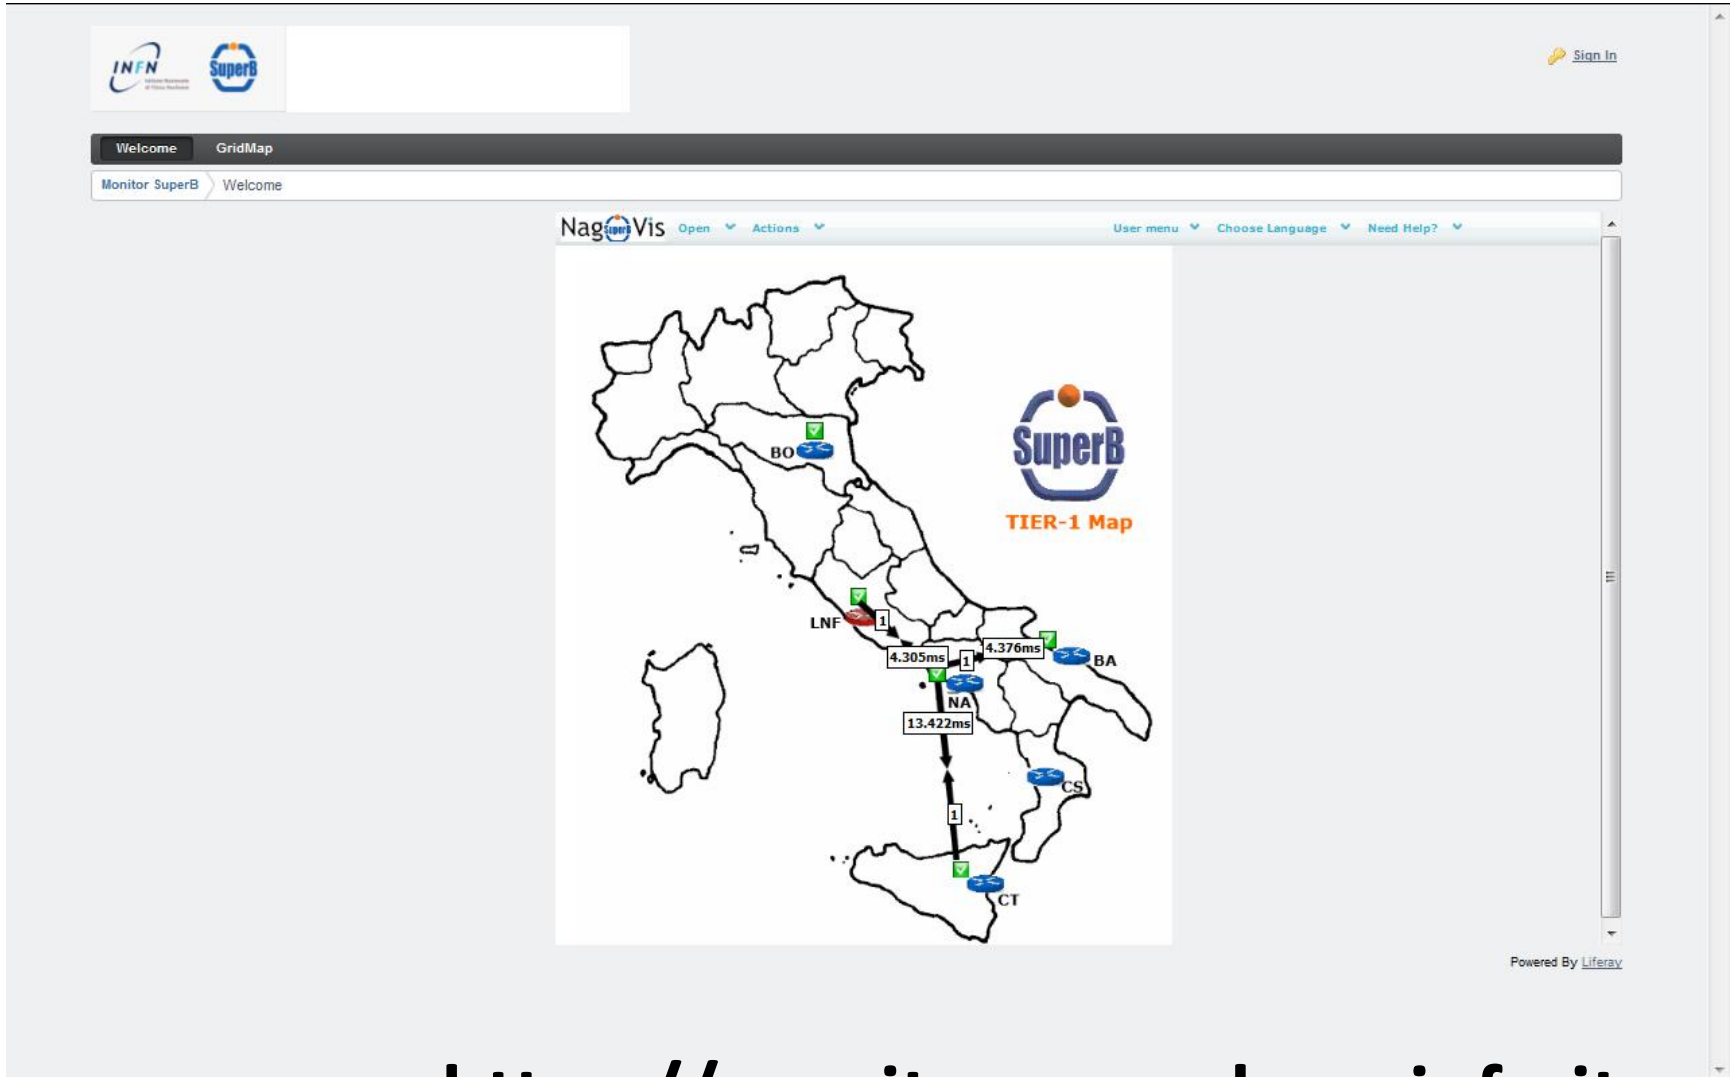 INFN
SuperB
Sign In
Welcome GridMap
Monitor SuperB Welcome
NagSuperBVis Open Actions User menu Choose Language Need Help?
BO
SuperB
TIER-1 Map
LNF
1
4.305ms
1
4.376ms
BA
NA
13.422ms
CS
1
CT
Powered By Liferay